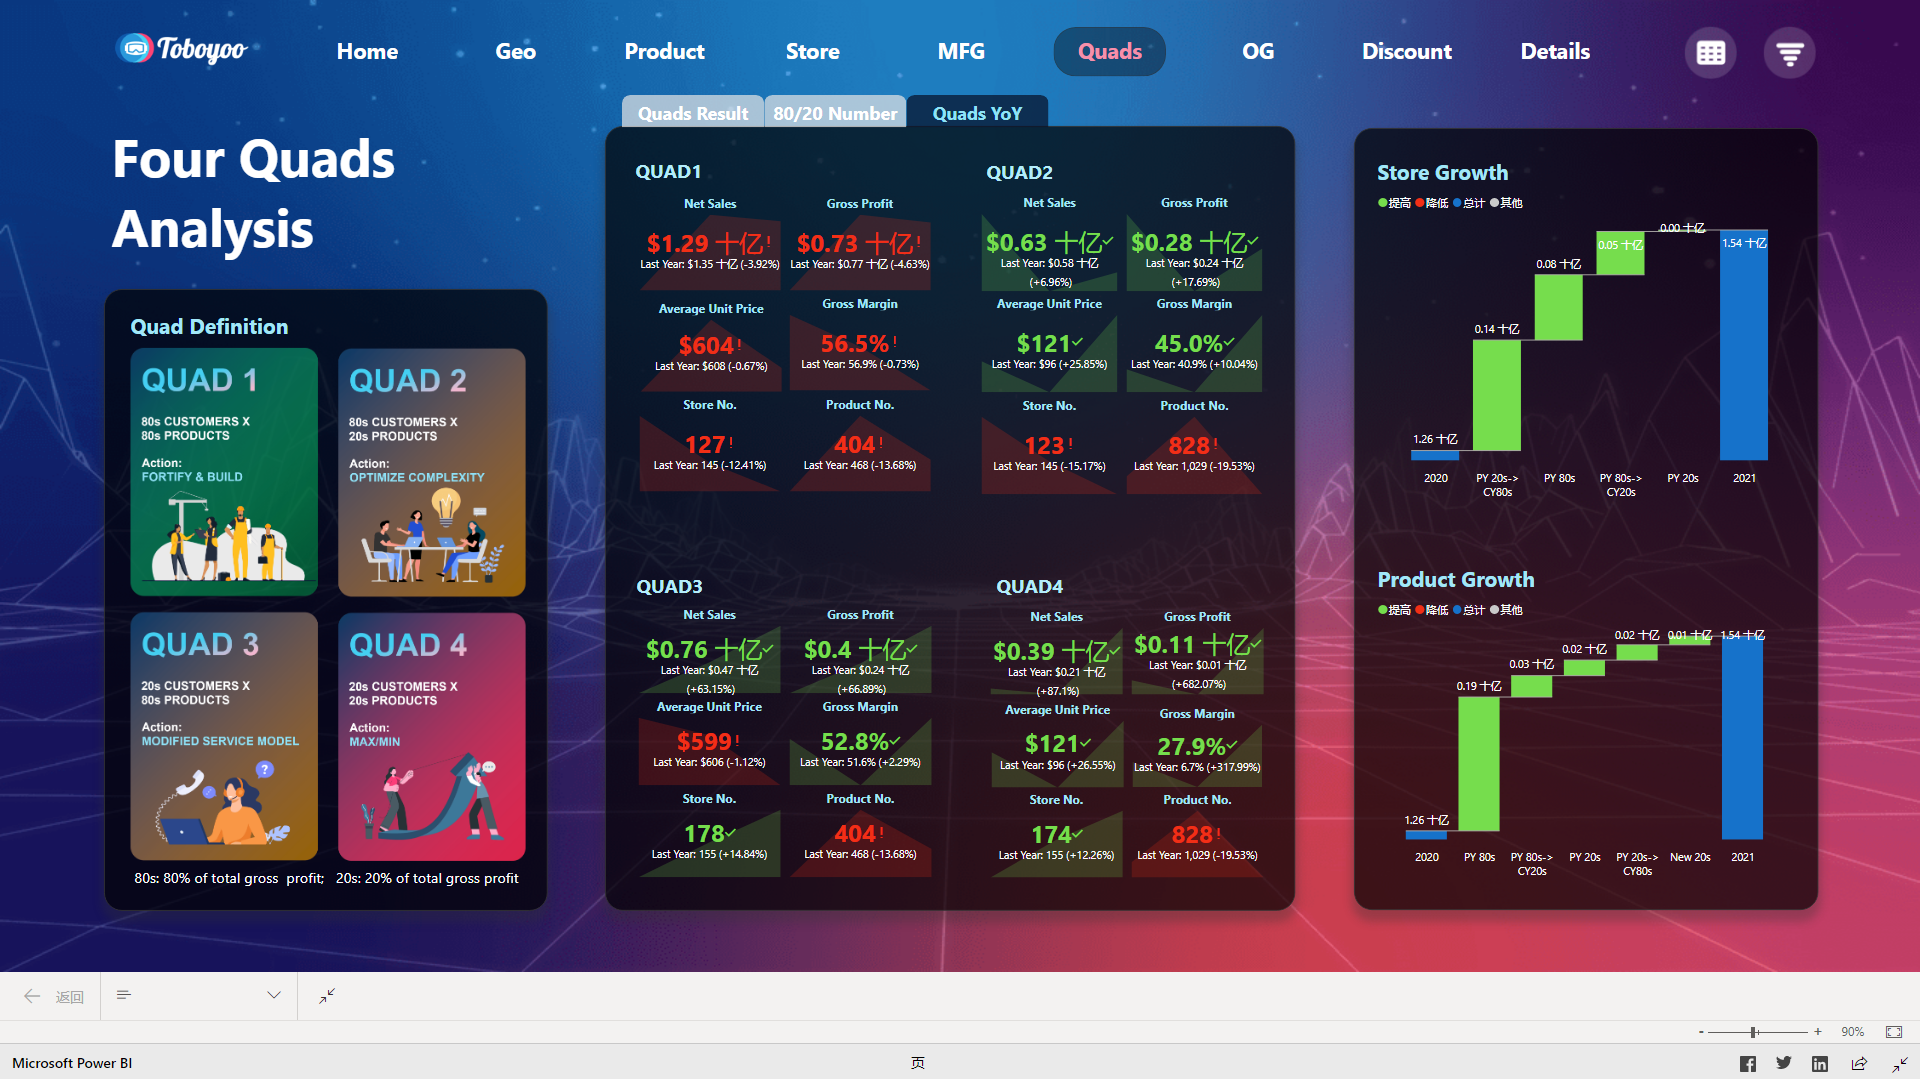 Toboyoo
Home
Geo
Product
Store
MFG
Quads
OG
Discount
Details
Quads Result
80/20 Number
Quads YoY
Four Quads
Analysis
Quad Definition
QUAD 1
80s CUSTOMERS X
80s PRODUCTS
Action:
FORTIFY & BUILD
QUAD 2
80s CUSTOMERS X
20s PRODUCTS
Action:
OPTIMIZE COMPLEXITY
QUAD 3
20s CUSTOMERS X
80s PRODUCTS
Action:
MODIFIED SERVICE MODEL
?
QUAD 4
20s CUSTOMERS X
20s PRODUCTS
Action:
MAX/MIN
80s: 80% of total gross profit; 20s: 20% of total gross profit
QUAD1
Net Sales
$1.29 十亿!
Last Year: $1.35 十亿 (-3.92%)
Gross Profit
$0.73 十亿!
Last Year: $0.77 十亿 (-4.63%)
Average Unit Price
$604!
Last Year: $608 (-0.67%)
Gross Margin
56.5%!
Last Year: 56.9% (-0.73%)
Store No.
127!
Last Year: 145 (-12.41%)
Product No.
404!
Last Year: 468 (-13.68%)
QUAD2
Net Sales
$0.63 十亿✓
Last Year: $0.58 十亿
(+6.96%)
Gross Profit
$0.28 十亿✓
Last Year: $0.24 十亿
(+17.69%)
Average Unit Price
$121✓
Last Year: $96 (+25.85%)
Gross Margin
45.0%✓
Last Year: 40.9% (+10.04%)
Store No.
123!
Last Year: 145 (-15.17%)
Product No.
828!
Last Year: 1,029 (-19.53%)
QUAD3
Net Sales
$0.76 十亿✓
Last Year: $0.47 十亿
(+63.15%)
Gross Profit
$0.4 十亿✓
Last Year: $0.24 十亿
(+66.89%)
Average Unit Price
$599!
Last Year: $606 (-1.12%)
Gross Margin
52.8%✓
Last Year: 51.6% (+2.29%)
Store No.
178✓
Last Year: 155 (+14.84%)
Product No.
404!
Last Year: 468 (-13.68%)
QUAD4
Net Sales
$0.39 十亿✓
Last Year: $0.21 十亿
(+87.1%)
Gross Profit
$0.11 十亿✓
Last Year: $0.01 十亿
(+682.07%)
Average Unit Price
$121✓
Last Year: $96 (+26.55%)
Gross Margin
27.9%✓
Last Year: 6.7% (+317.99%)
Store No.
174✓
Last Year: 155 (+12.26%)
Product No.
828!
Last Year: 1,029 (-19.53%)
Store Growth
提高 降低 总计 其他
1.26 十亿
0.14 十亿
0.08 十亿
0.05 十亿
0.00 十亿
1.54 十亿
2020
PY 20s->
CY80s
PY 80s
PY 80s->
CY20s
PY 20s
2021
Product Growth
提高 降低 总计 其他
1.26 十亿
0.19 十亿
0.03 十亿
0.02 十亿
0.02 十亿
0.01 十亿
1.54 十亿
2020
PY 80s
PY 80s->
CY20s
PY 20s
PY 20s->
CY80s
New 20s
2021
返回
- + 90%
Microsoft Power BI
页